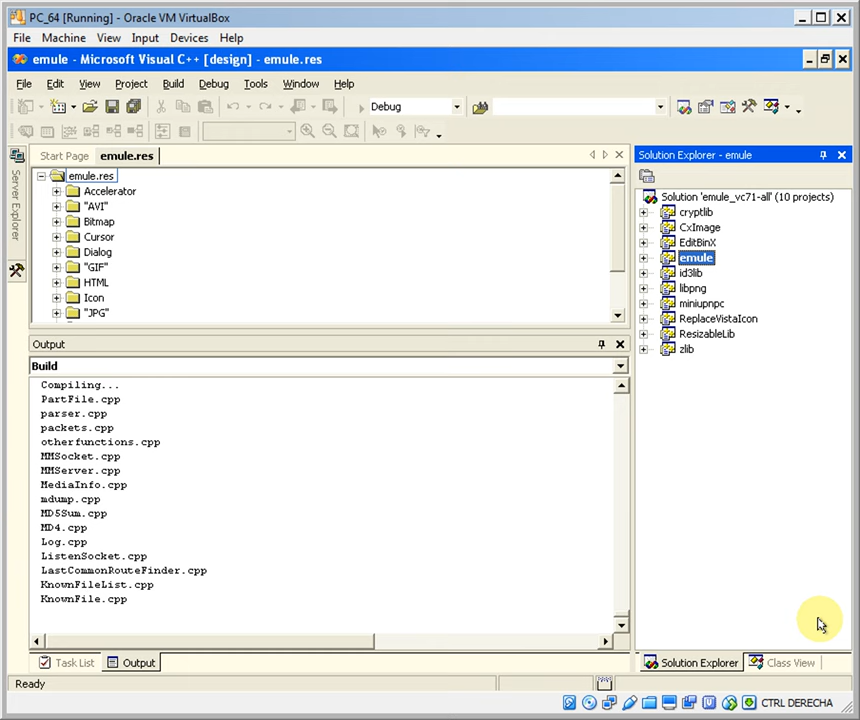 PC_64 [Running] - Oracle VM VirtualBox
File Machine View Input Devices Help
emule - Microsoft Visual C++ [design] - emule.res
File Edit View Project Build Debug Tools Window Help
Debug
Start Page emule.res
Solution Explorer - emule
Server Explorer
emule.res
Accelerator
"AVI"
Bitmap
Cursor
Dialog
"GIF"
HTML
Icon
"JPG"
Solution 'emule_vc71-all' (10 projects)
cryptlib
CxImage
EditBinX
emule
id3lib
libpng
miniupnpc
ReplaceVistaIcon
ResizableLib
zlib
Output
Build
Compiling...
PartFile.cpp
parser.cpp
packets.cpp
otherfunctions.cpp
MMSocket.cpp
MMServer.cpp
MediaInfo.cpp
mdump.cpp
MD5Sum.cpp
MD4.cpp
Log.cpp
ListenSocket.cpp
LastCommonRouteFinder.cpp
KnownFileList.cpp
KnownFile.cpp
Task List Output
Solution Explorer Class View
Ready
CTRL DERECHA